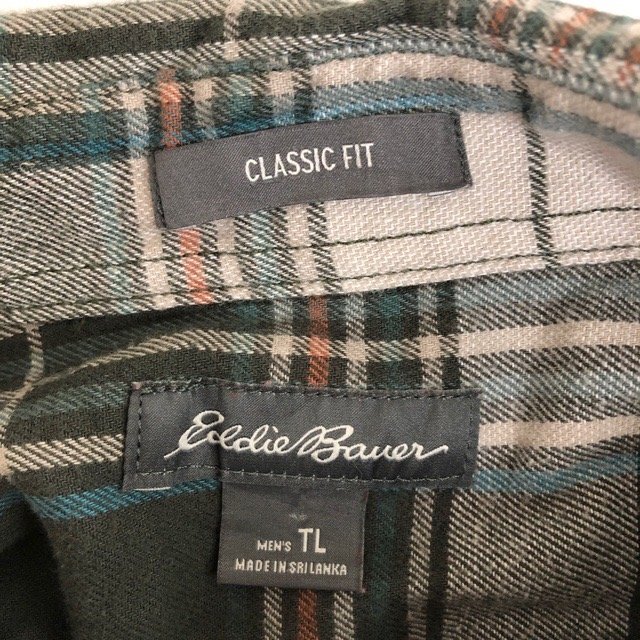 CLASSIC FIT
Eddie Bauer
MEN'S TL
MADE IN SRI LANKA